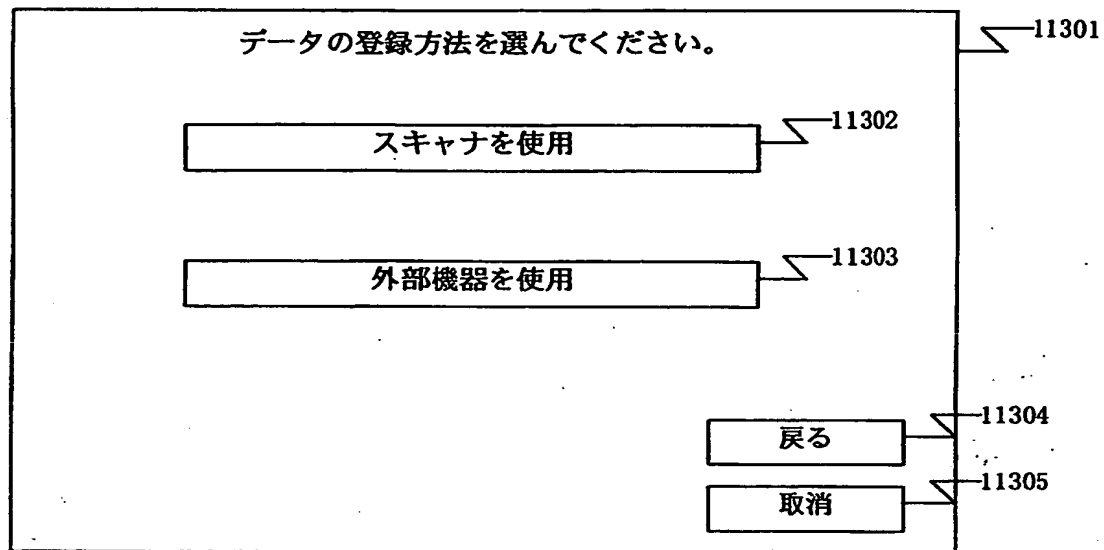 データの登録方法を選んでください。
11301
スキャナを使用
11302
外部機器を使用
11303
戻る
11304
取消
11305